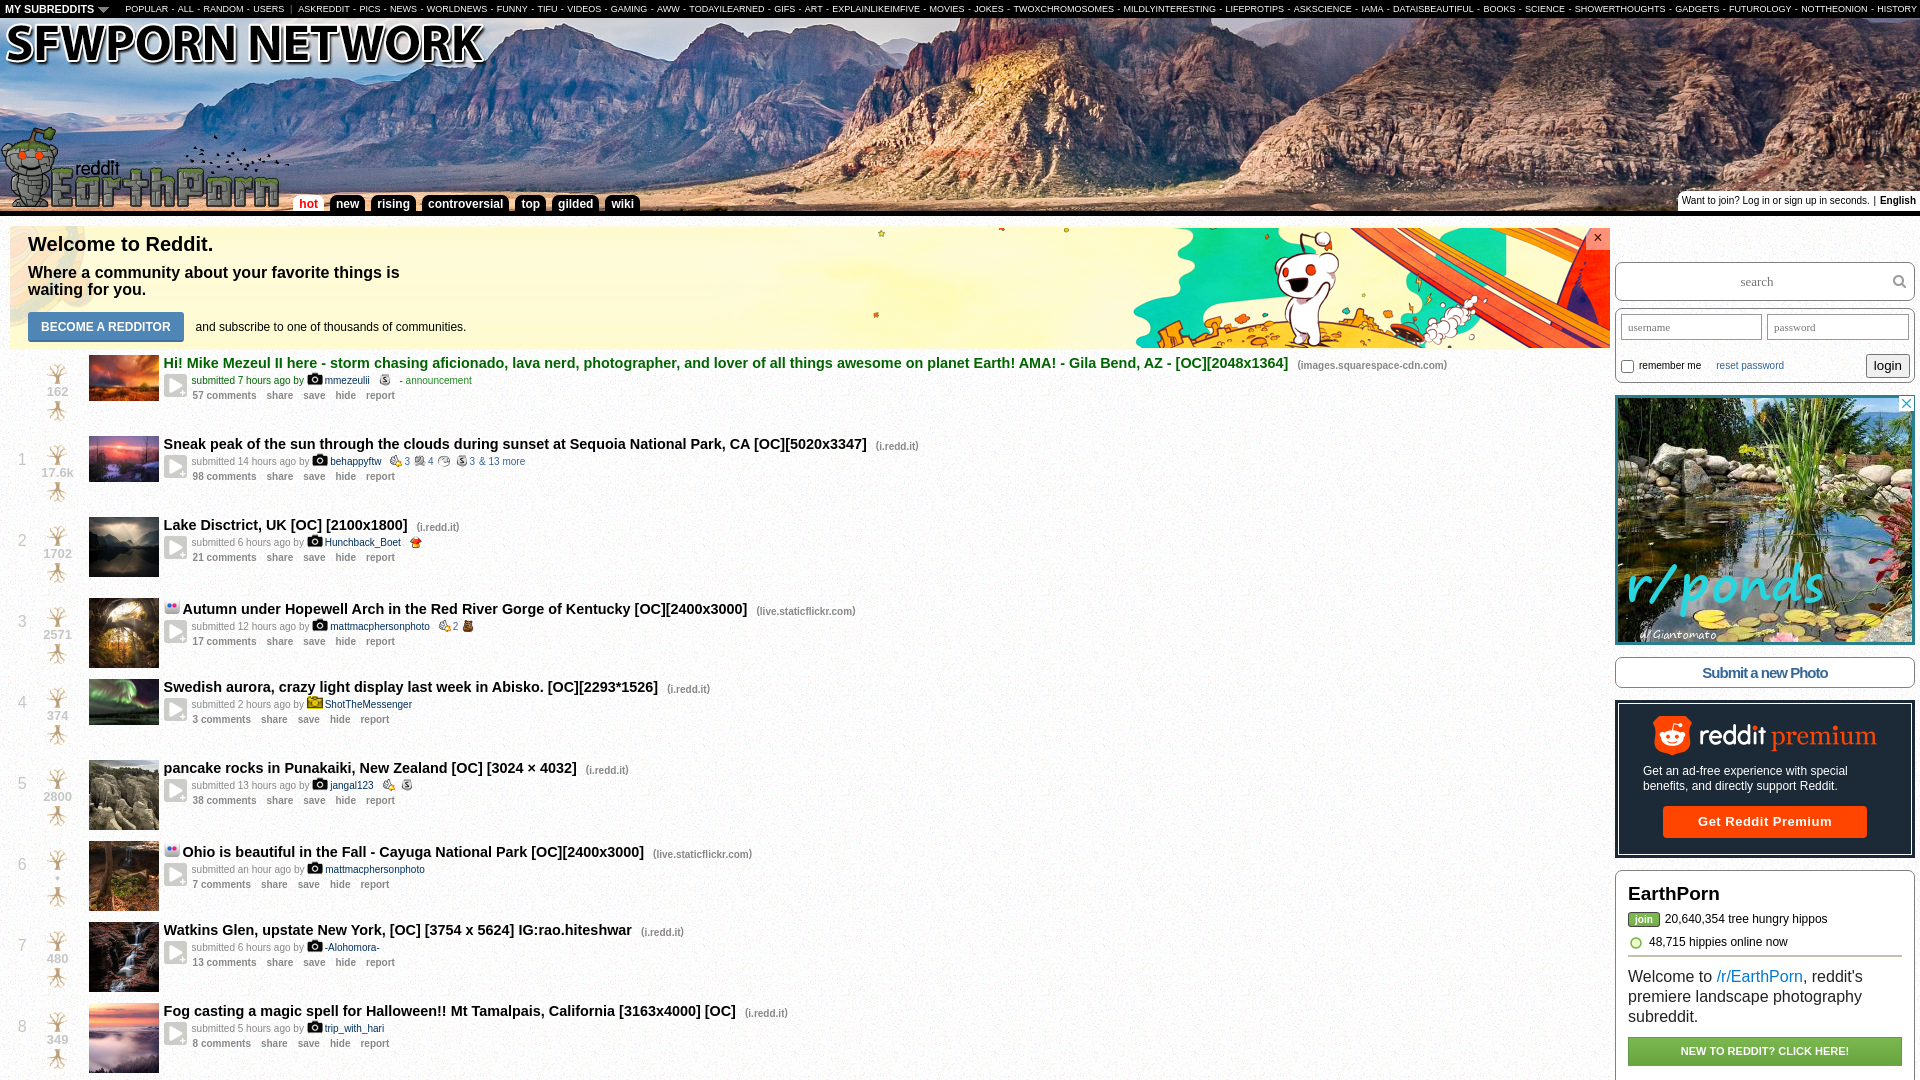 MY SUBREDDITS POPULAR - ALL - RANDOM - USERS | ASKREDDIT - PICS - NEWS - WORLDNEWS - FUNNY - TIFU - VIDEOS - GAMING - AWW - TODAYILEARNED - GIFS - ART - EXPLAINLIKEIMFIVE - MOVIES - JOKES - TWOXCHROMOSOMES - MILDLYINTERESTING - LIFEPROTIPS - ASKSCIENCE - IAMA - DATAISBEAUTIFUL - BOOKS - SCIENCE - SHOWERTHOUGHTS - GADGETS - FUTUROLOGY - NOTTHEONION - HISTORY
SFWPORN NETWORK
reddit
EarthPorn
hot new rising controversial top gilded wiki
Want to join? Log in or sign up in seconds. | English
Welcome to Reddit.
Where a community about your favorite things is
waiting for you.
BECOME A REDDITOR and subscribe to one of thousands of communities.
×
162
Hi! Mike Mezeul II here - storm chasing aficionado, lava nerd, photographer, and lover of all things awesome on planet Earth! AMA! - Gila Bend, AZ - [OC][2048x1364] (images.squarespace-cdn.com)
submitted 7 hours ago by mmezeulii - announcement
57 comments share save hide report
1
17.6k
Sneak peak of the sun through the clouds during sunset at Sequoia National Park, CA [OC][5020x3347] (i.redd.it)
submitted 14 hours ago by behappyftw 3 4 3 & 13 more
98 comments share save hide report
2
1702
Lake Disctrict, UK [OC] [2100x1800] (i.redd.it)
submitted 6 hours ago by Hunchback_Boet
21 comments share save hide report
3
2571
Autumn under Hopewell Arch in the Red River Gorge of Kentucky [OC][2400x3000] (live.staticflickr.com)
submitted 12 hours ago by mattmacphersonphoto 2
17 comments share save hide report
4
374
Swedish aurora, crazy light display last week in Abisko. [OC][2293*1526] (i.redd.it)
submitted 2 hours ago by ShotTheMessenger
3 comments share save hide report
5
2800
pancake rocks in Punakaiki, New Zealand [OC] [3024 × 4032] (i.redd.it)
submitted 13 hours ago by jangal123
38 comments share save hide report
6
•
Ohio is beautiful in the Fall - Cayuga National Park [OC][2400x3000] (live.staticflickr.com)
submitted an hour ago by mattmacphersonphoto
7 comments share save hide report
7
480
Watkins Glen, upstate New York, [OC] [3754 x 5624] IG:rao.hiteshwar (i.redd.it)
submitted 6 hours ago by -Alohomora-
13 comments share save hide report
8
349
Fog casting a magic spell for Halloween!! Mt Tamalpais, California [3163x4000] [OC] (i.redd.it)
submitted 5 hours ago by trip_with_hari
8 comments share save hide report
search
username password
remember me reset password login
r/ponds
u/Giantomato
Submit a new Photo
reddit premium
Get an ad-free experience with special
benefits, and directly support Reddit.
Get Reddit Premium
EarthPorn
join 20,640,354 tree hungry hippos
48,715 hippies online now
Welcome to /r/EarthPorn, reddit's
premiere landscape photography
subreddit.
NEW TO REDDIT? CLICK HERE!